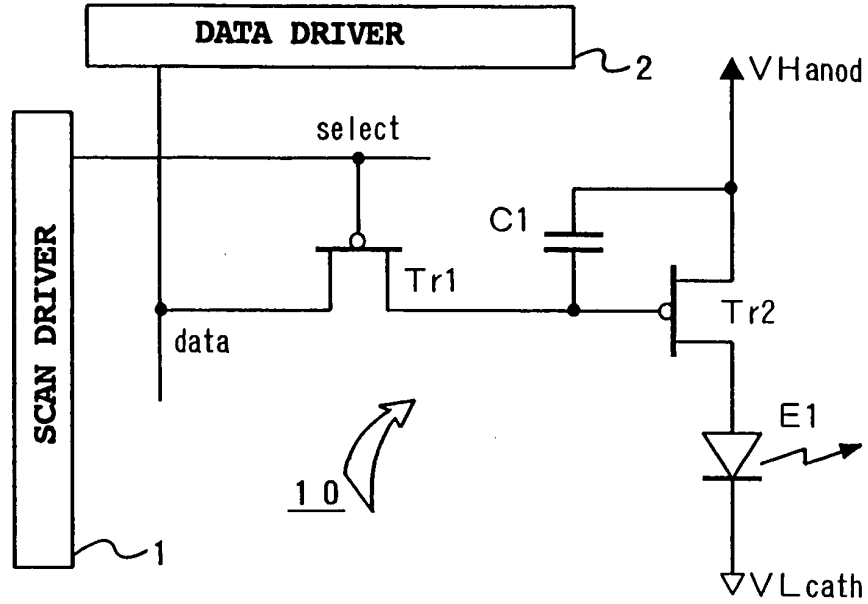 DATA DRIVER
2
VHanod
select
C1
Tr1
Tr2
data
SCAN DRIVER
E1
10
1
VLcath